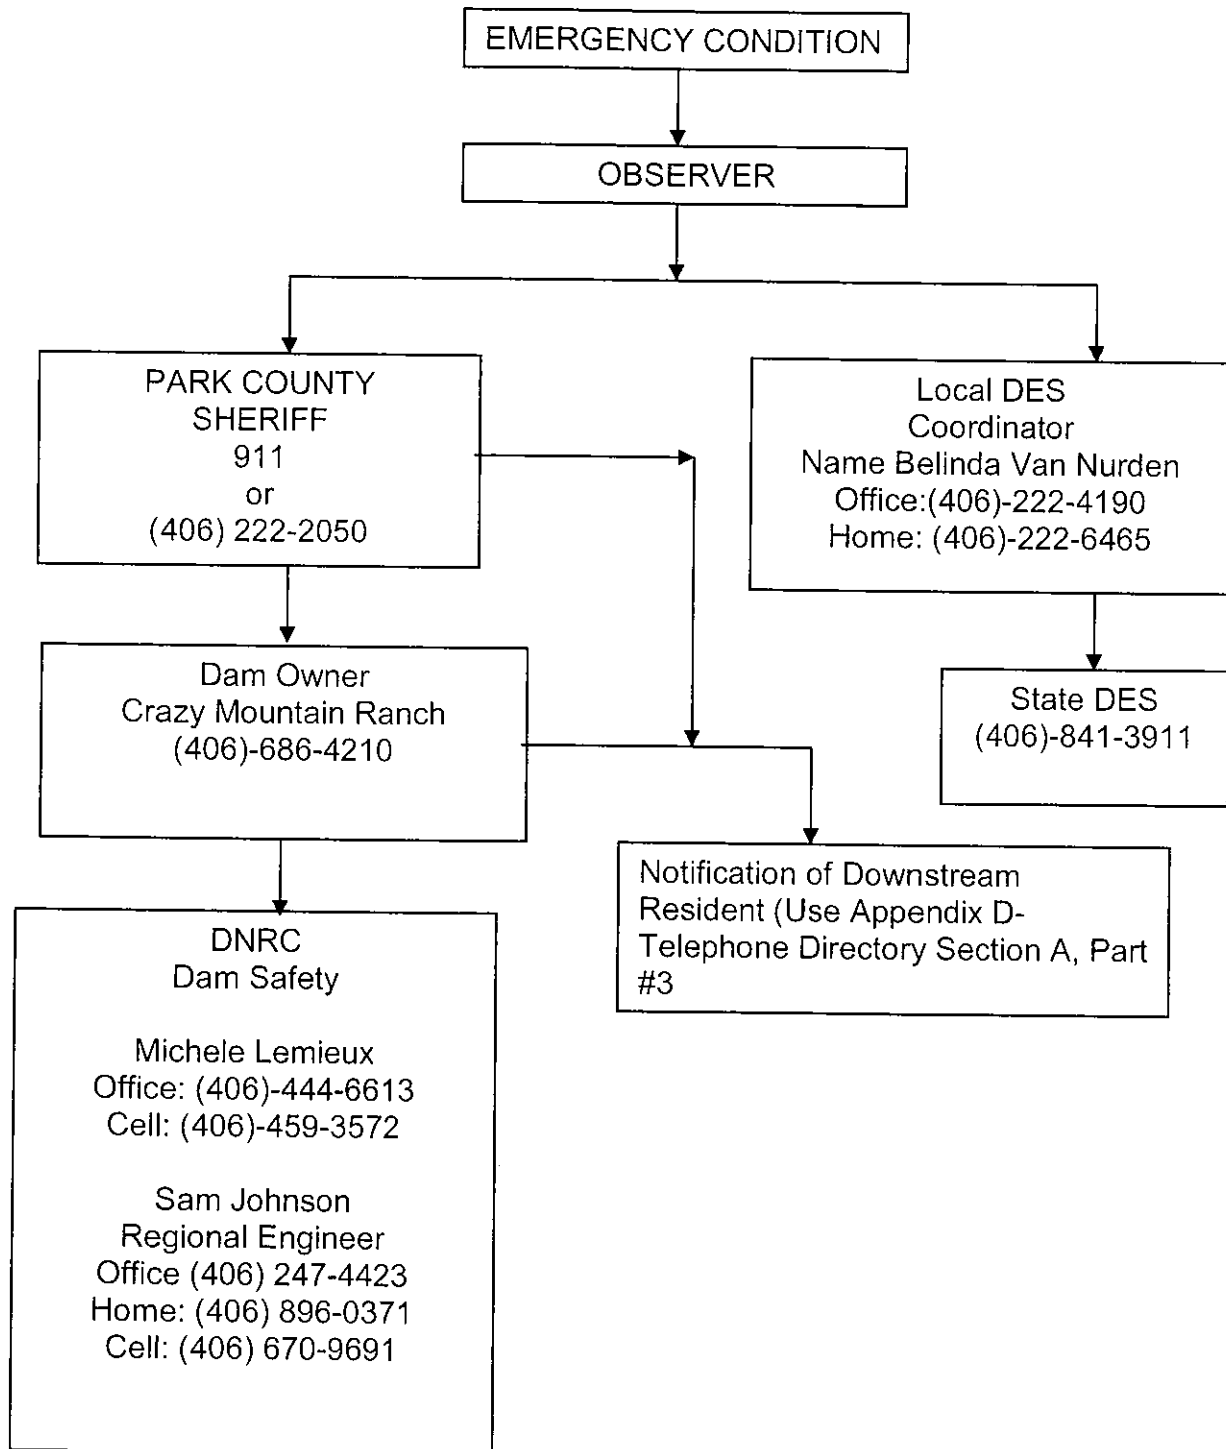 EMERGENCY CONDITION
OBSERVER
PARK COUNTY
SHERIFF
911
or
(406) 222-2050
Local DES
Coordinator
Name Belinda Van Nurden
Office:(406)-222-4190
Home: (406)-222-6465
Dam Owner
Crazy Mountain Ranch
(406)-686-4210
State DES
(406)-841-3911
Notification of Downstream
Resident (Use Appendix D-
Telephone Directory Section A, Part
#3
DNRC
Dam Safety
Michele Lemieux
Office: (406)-444-6613
Cell: (406)-459-3572
Sam Johnson
Regional Engineer
Office (406) 247-4423
Home: (406) 896-0371
Cell: (406) 670-9691